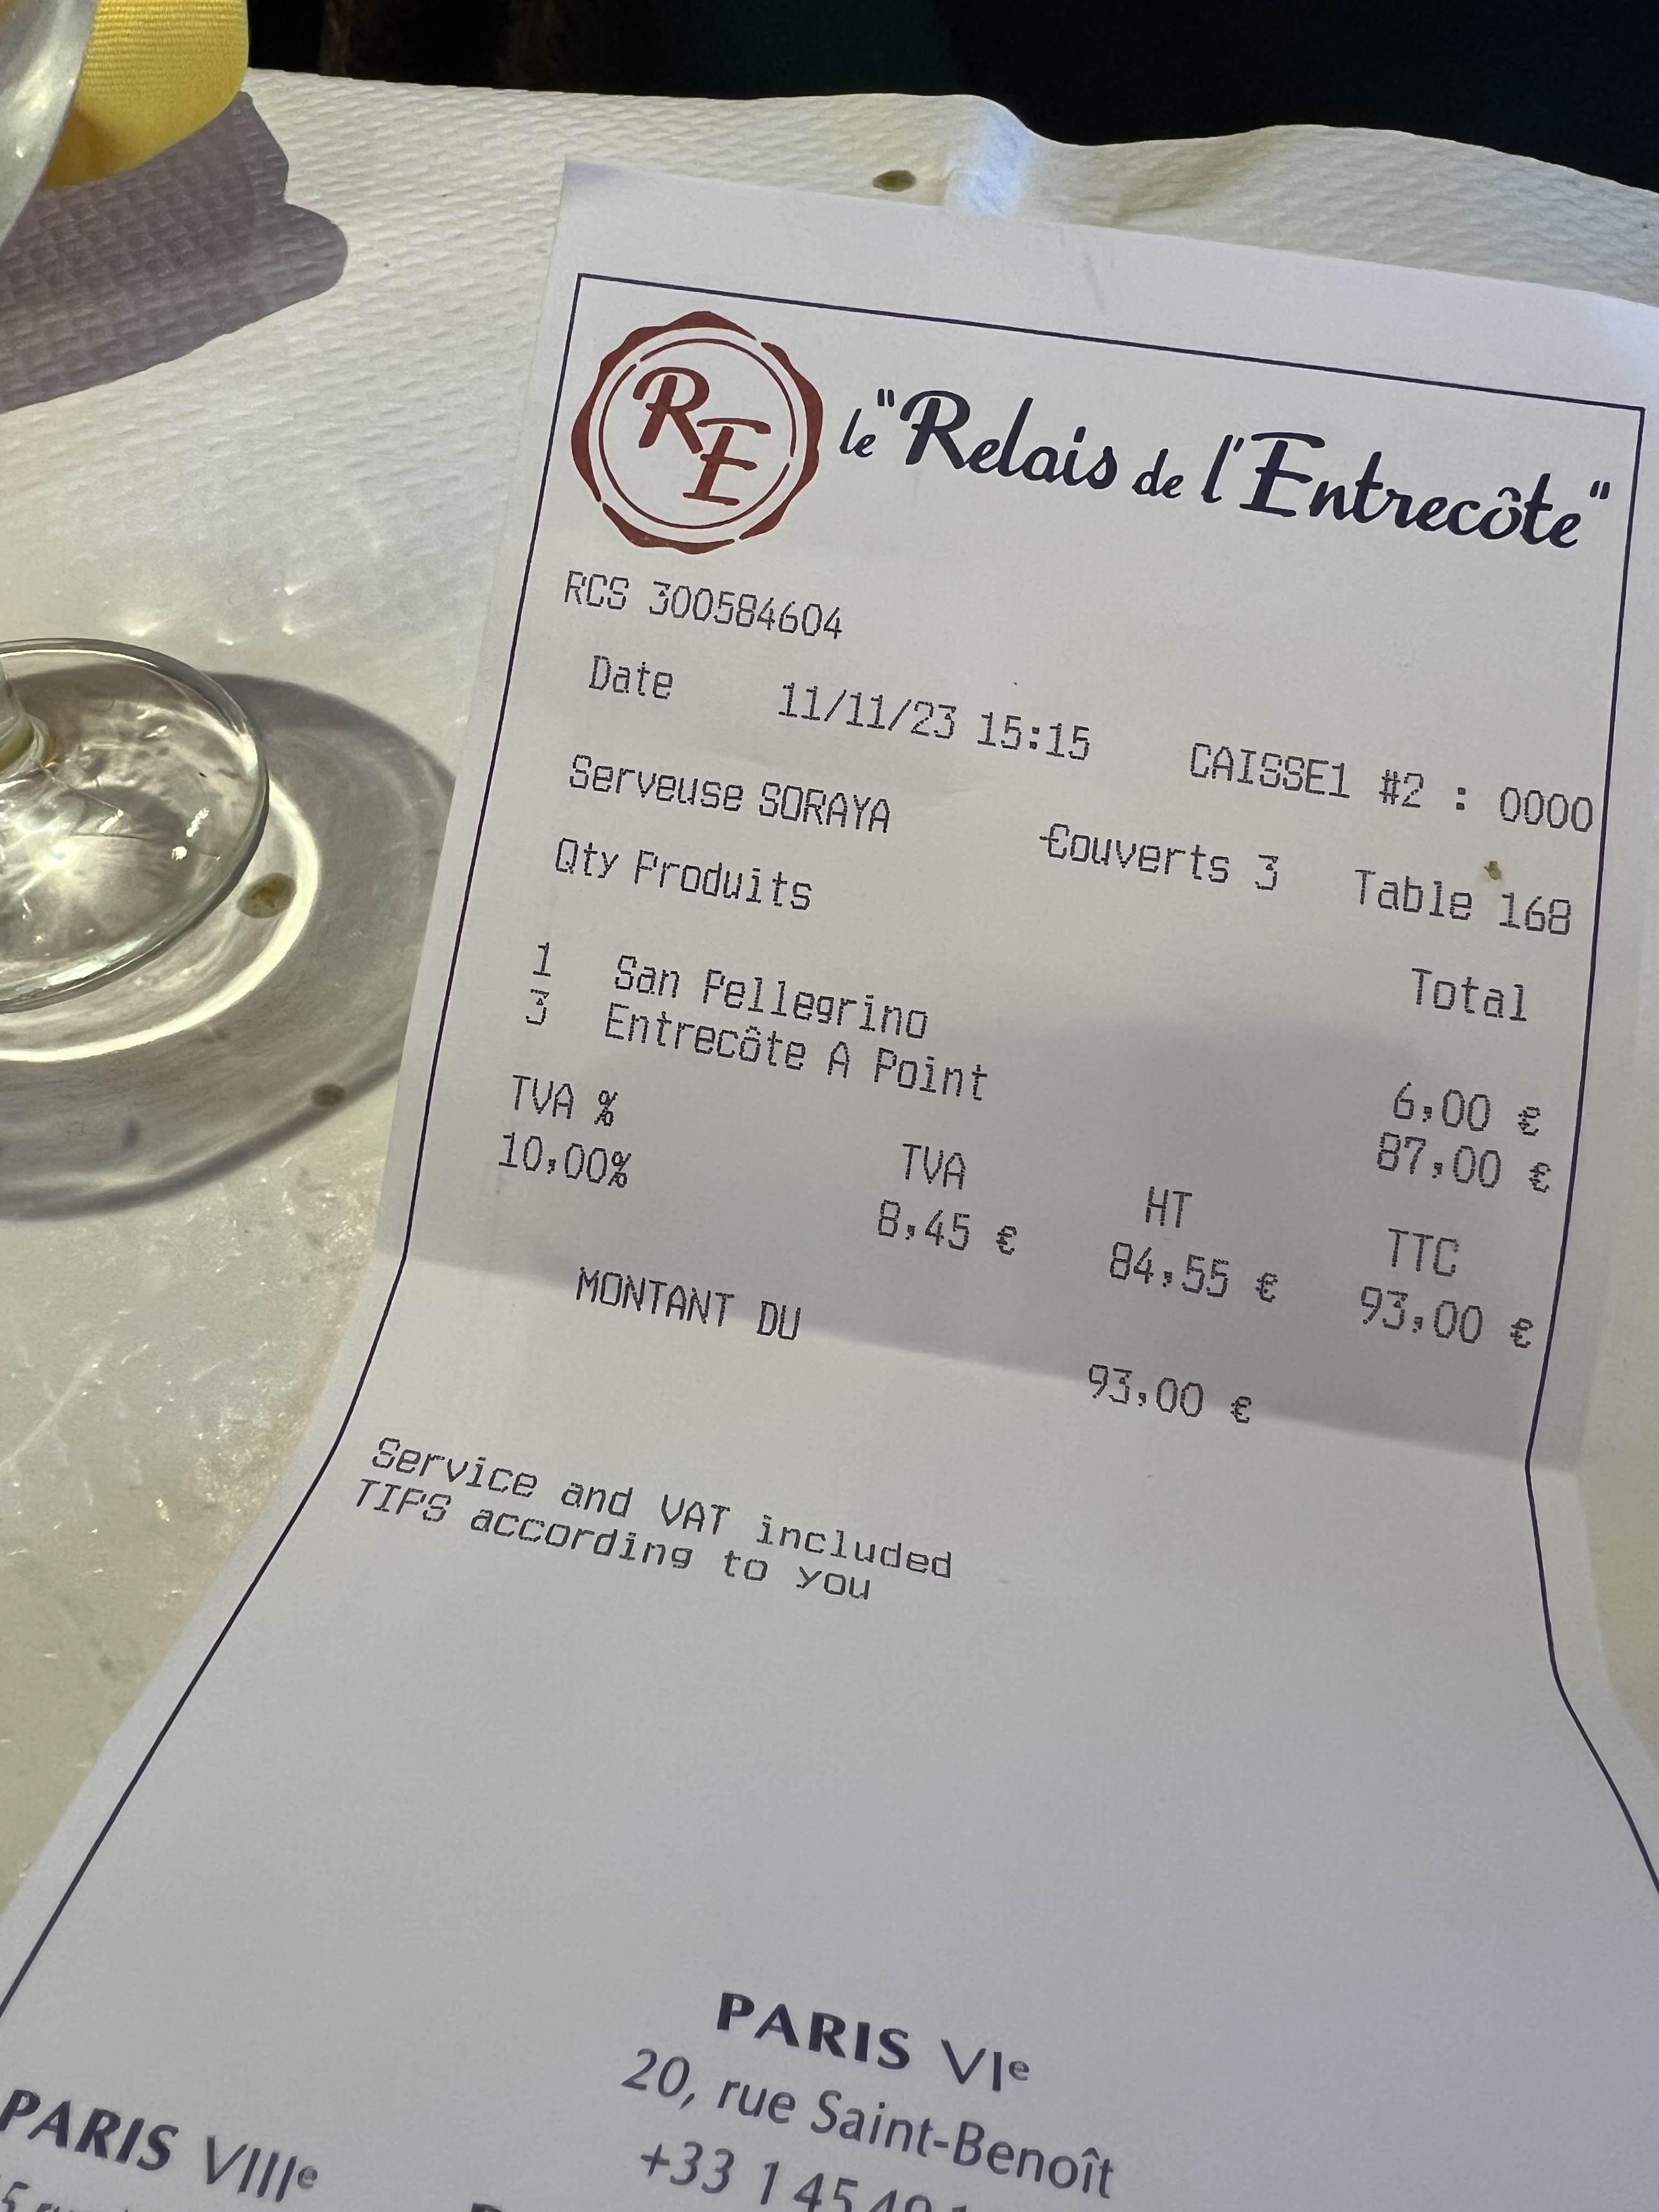 RE
le "Relais de l'Entrecôte"
RCS 300584604
Date 11/11/23 15:15 CAISSE1 #2 : 0000
Serveuse SORAYA Couverts 3 Table 168
Qty Produits Total
1 San Pellegrino 6,00 €
3 Entrecôte A Point 87,00 €
TVA % TVA HT TTC
10,00% 8,45 € 84,55 € 93,00 €
MONTANT DU 93,00 €
Service and VAT included
TIPS according to you
PARIS VIe
20, rue Saint-Benoît
+33 1 45
PARIS VIIIe